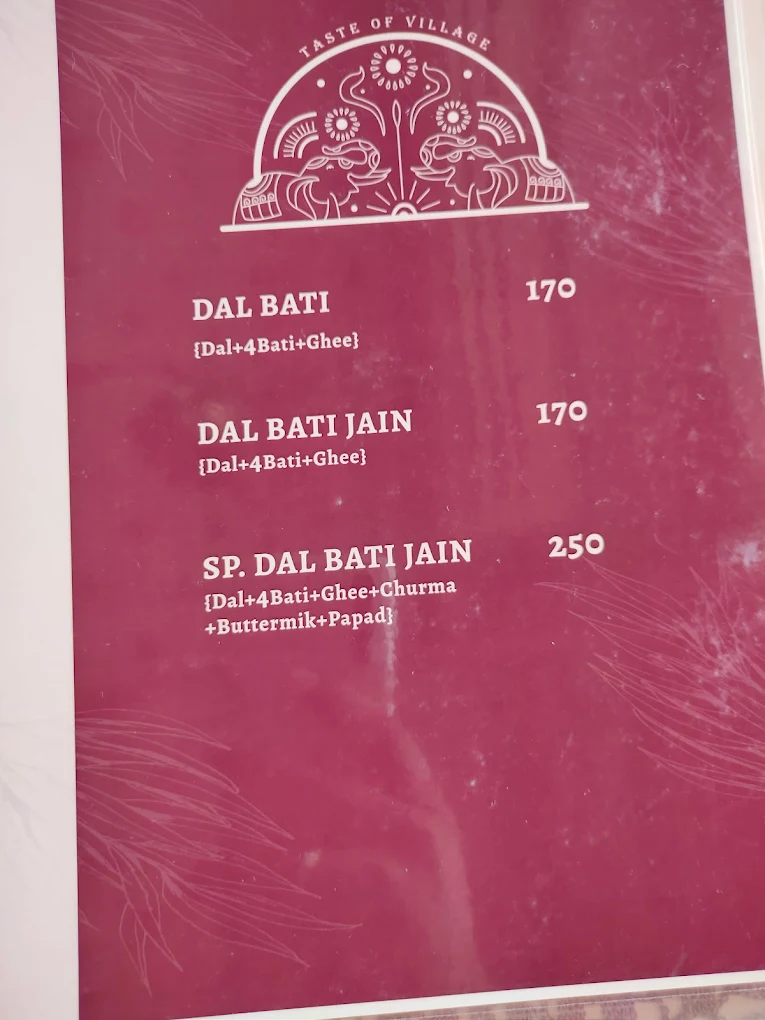 TASTE OF VILLAGE
DAL BATI 170
{Dal+4Bati+Ghee}
DAL BATI JAIN 170
{Dal+4Bati+Ghee}
SP. DAL BATI JAIN 250
{Dal+4Bati+Ghee+Churma
+Buttermik+Papad}